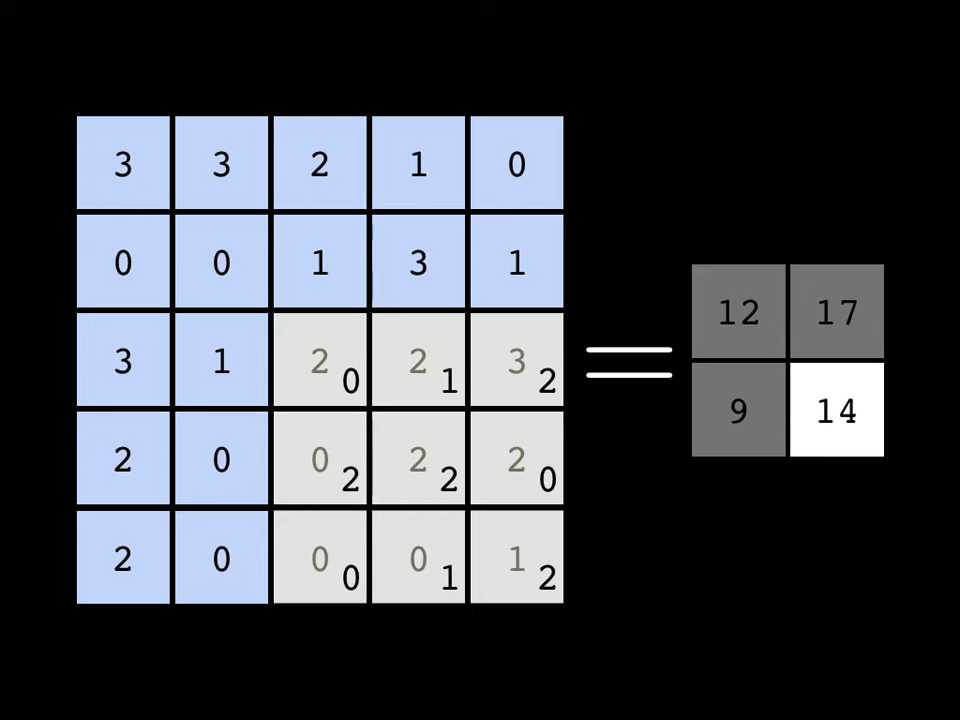 3 3 2 1 0
0 0 1 3 1
12 17
3 1 2 0 2 1 3 2
9 14
2 0 0 2 2 2 2 0
2 0 0 0 0 1 1 2